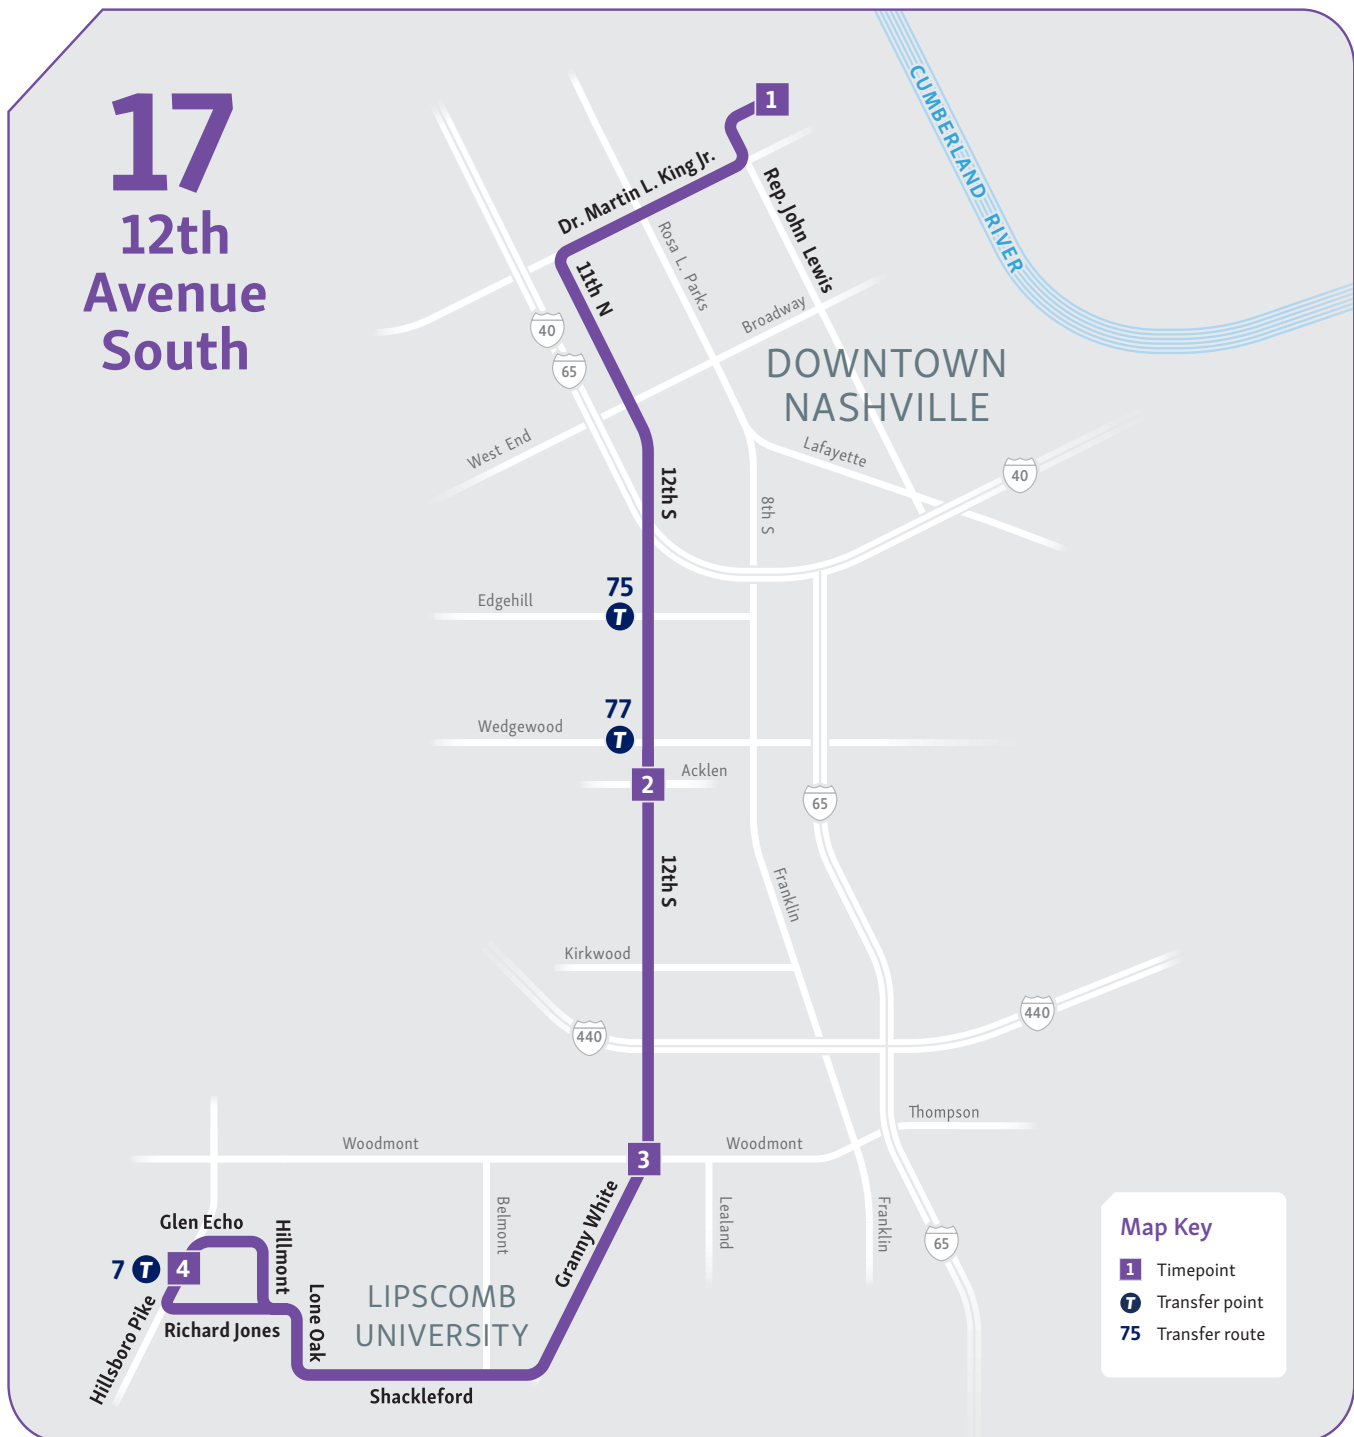 17
12th
Avenue
South
1
CUMBERLAND RIVER
Dr. Martin L. King Jr.
Rep. John Lewis
Rosa L. Parks
11th N
Broadway
40
65
DOWNTOWN
NASHVILLE
West End
Lafayette
40
12th S
8th S
75
Edgehill
T
77
Wedgewood
T
Acklen
2
65
12th S
Franklin
Kirkwood
440
440
Thompson
Woodmont
Woodmont
3
Glen Echo
Hillmont
Belmont
Granny White
Lealand
Franklin
65
7
T
4
Hillsboro Pike
Richard Jones
Lone Oak
LIPSCOMB
UNIVERSITY
Shackleford
Map Key
1 Timepoint
T Transfer point
75 Transfer route